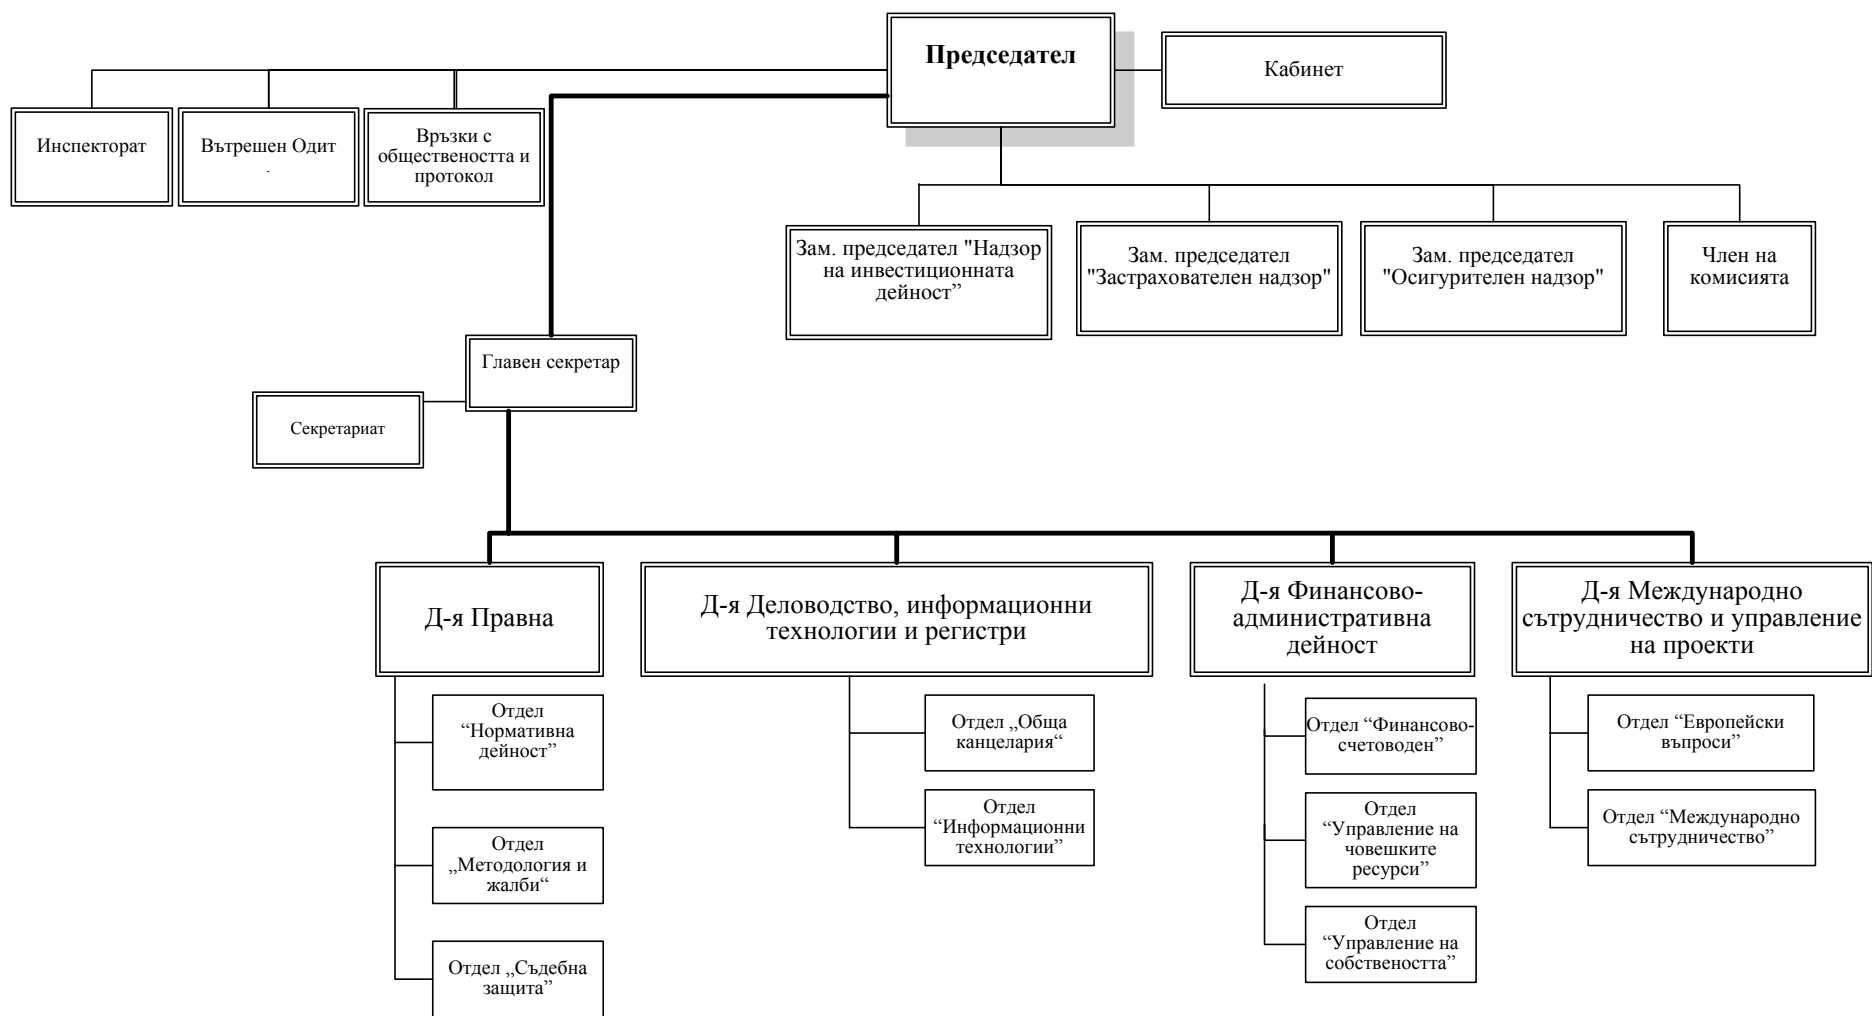 Председател
Кабинет
Инспекторат
Вътрешен Одит
.
Връзки с
обществеността и
протокол
Зам. председател "Надзор
на инвестиционната
дейност”
Зам. председател
"Застрахователен надзор"
Зам. председател
"Осигурителен надзор"
Член на
комисията
Главен секретар
Секретариат
Д-я Правна
Д-я Деловодство, информационни
технологии и регистри
Д-я Финансово-
административна
дейност
Д-я Международно
сътрудничество и управление
на проекти
Отдел
“Нормативна
дейност”
Отдел
„Методология и
жалби“
Отдел „Съдебна
защита”
Отдел „Обща
канцелария“
Отдел
“Информационни
технологии”
Отдел “Финансово-
счетоводен”
Отдел
“Управление на
човешките
ресурси”
Отдел
“Управление на
собствеността”
Отдел “Европейски
въпроси”
Отдел “Международно
сътрудничество”